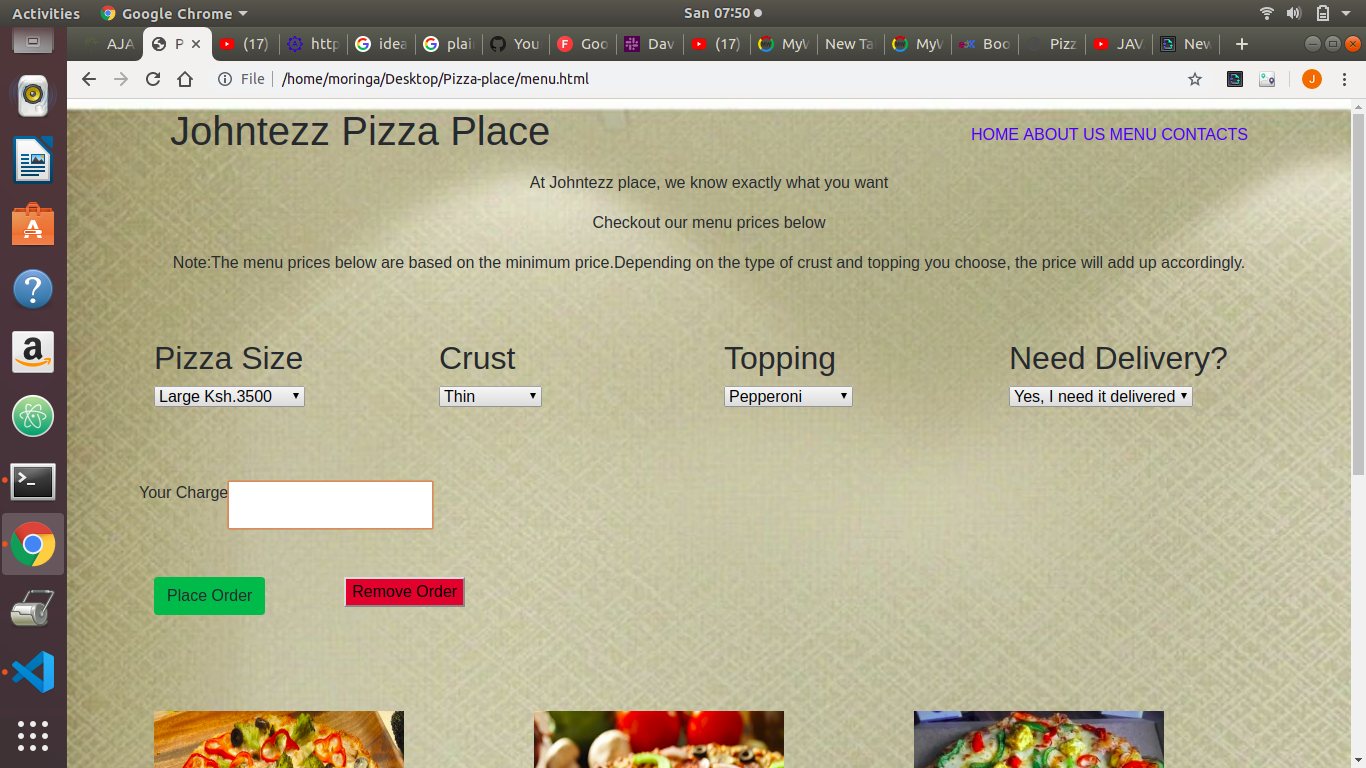 Activities Google Chrome San 07:50
AJA P (17) http idea plain You Goo Dav (17) MyW New Ta MyW Boo Pizz JAV New
File /home/moringa/Desktop/Pizza-place/menu.html J
Johntezz Pizza Place
HOME ABOUT US MENU CONTACTS
At Johntezz place, we know exactly what you want
Checkout our menu prices below
Note:The menu prices below are based on the minimum price.Depending on the type of crust and topping you choose, the price will add up accordingly.
Pizza Size Crust Topping Need Delivery?
Large Ksh.3500 Thin Pepperoni Yes, I need it delivered
Your Charge
Place Order Remove Order